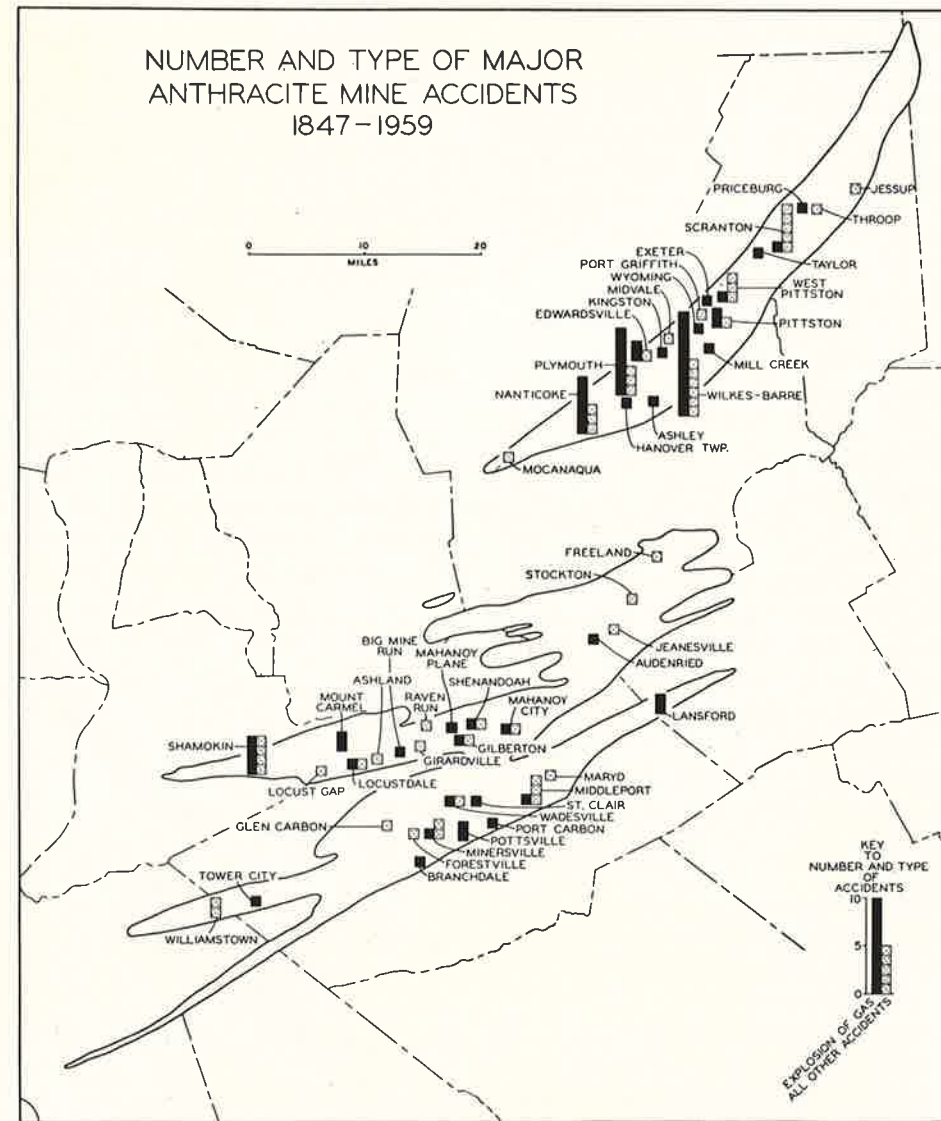 NUMBER AND TYPE OF MAJOR
ANTHRACITE MINE ACCIDENTS
1847-1959
0 10 20
MILES
PRICEBURG
JESSUP
SCRANTON
THROOP
EXETER
TAYLOR
PORT GRIFFITH
WYOMING
WEST
PITTSTON
MIDVALE
KINGSTON
EDWARDSVILLE
PITTSTON
PLYMOUTH
MILL CREEK
NANTICOKE
WILKES-BARRE
ASHLEY
HANOVER TWP.
MOCANAQUA
FREELAND
STOCKTON
JEANESVILLE
AUDENRIED
BIG MINE
RUN
MAHANOY
PLANE
ASHLAND
SHENANDOAH
MOUNT
CARMEL
RAVEN
RUN
MAHANOY
CITY
LANSFORD
SHAMOKIN
GILBERTON
GIRARDVILLE
LOCUST GAP
LOCUSTDALE
MARYD
MIDDLEPORT
ST. CLAIR
WADESVILLE
GLEN CARBON
PORT CARBON
POTTSVILLE
MINERSVILLE
FORESTVILLE
BRANCHDALE
TOWER CITY
WILLIAMSTOWN
KEY
TO
NUMBER AND TYPE
OF
ACCIDENTS
10
5
0
EXPLOSION OF GAS
ALL OTHER ACCIDENTS